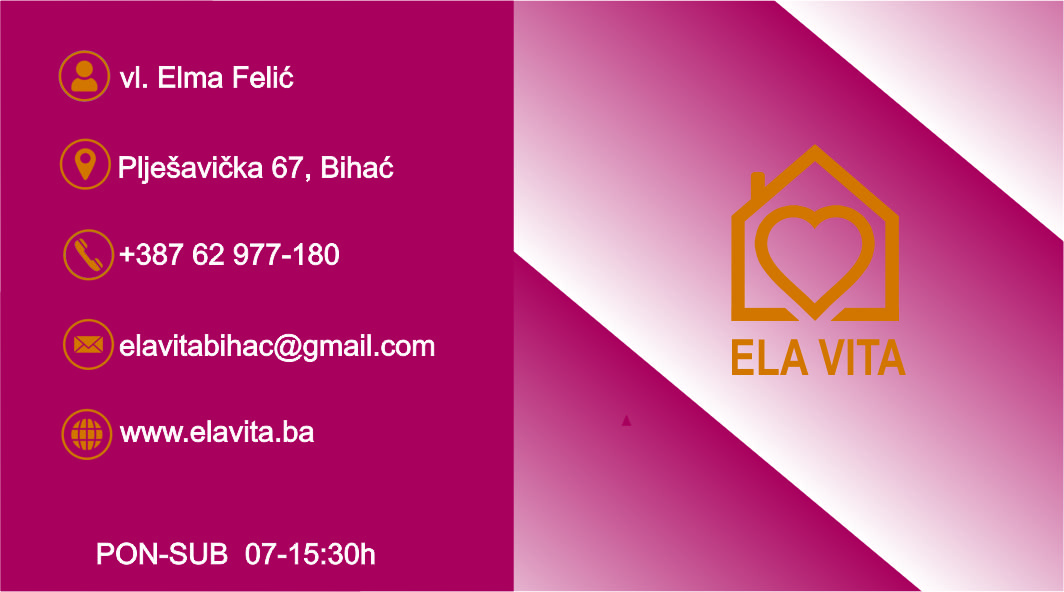 vl. Elma Felić
Plješavička 67, Bihać
+387 62 977-180
elavitabihac@gmail.com
www.elavita.ba
PON-SUB  07-15:30h
ELA VITA